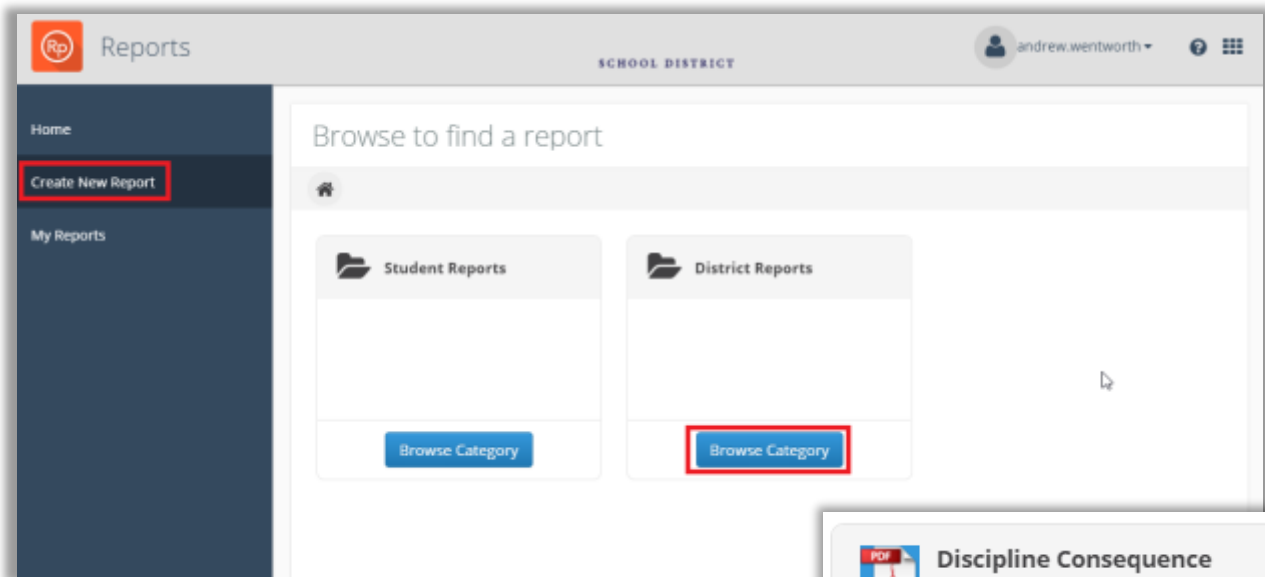 Rp Reports
SCHOOL DISTRICT
andrew.wentworth
Home
Create New Report
My Reports
Browse to find a report
Student Reports
District Reports
Browse Category
Browse Category
PDF
Discipline Consequence